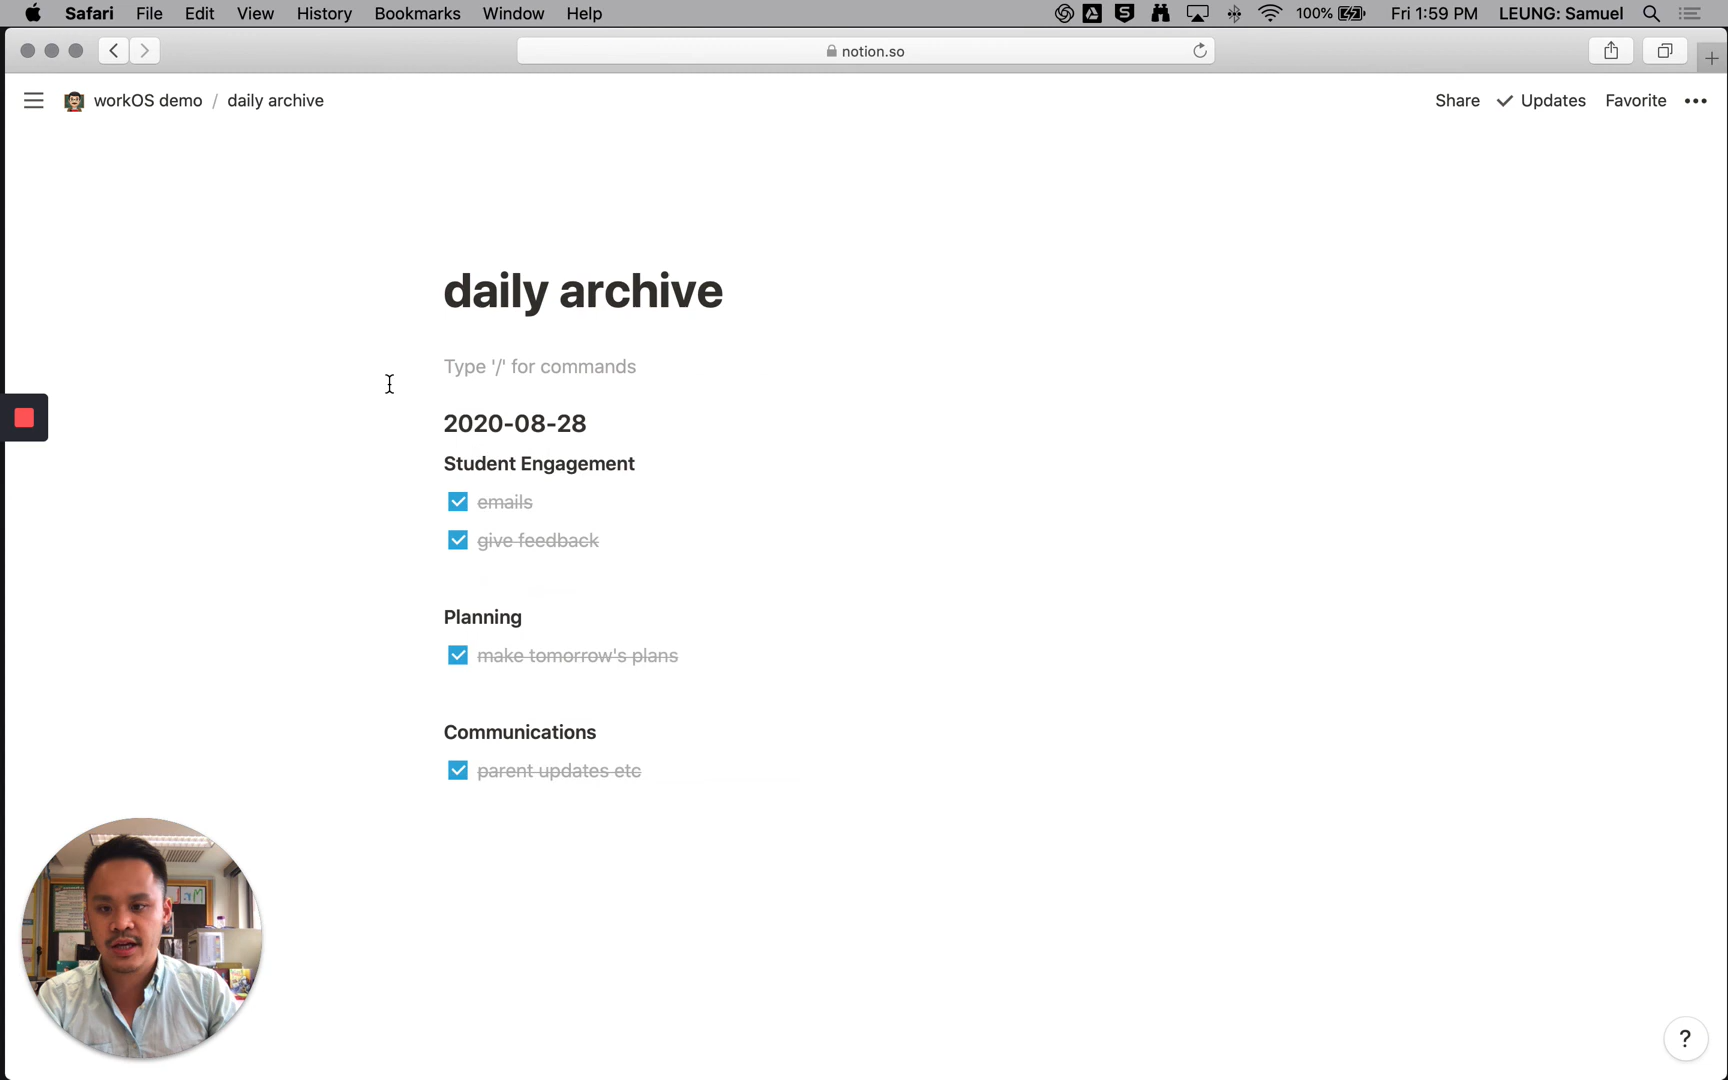 Safari File Edit View History Bookmarks Window Help 100% Fri 1:59 PM LEUNG: Samuel
notion.so
workOS demo / daily archive Share Updates Favorite •••
daily archive
Type '/' for commands
2020-08-28
Student Engagement
emails
give feedback
Planning
make tomorrow's plans
Communications
parent updates etc
?